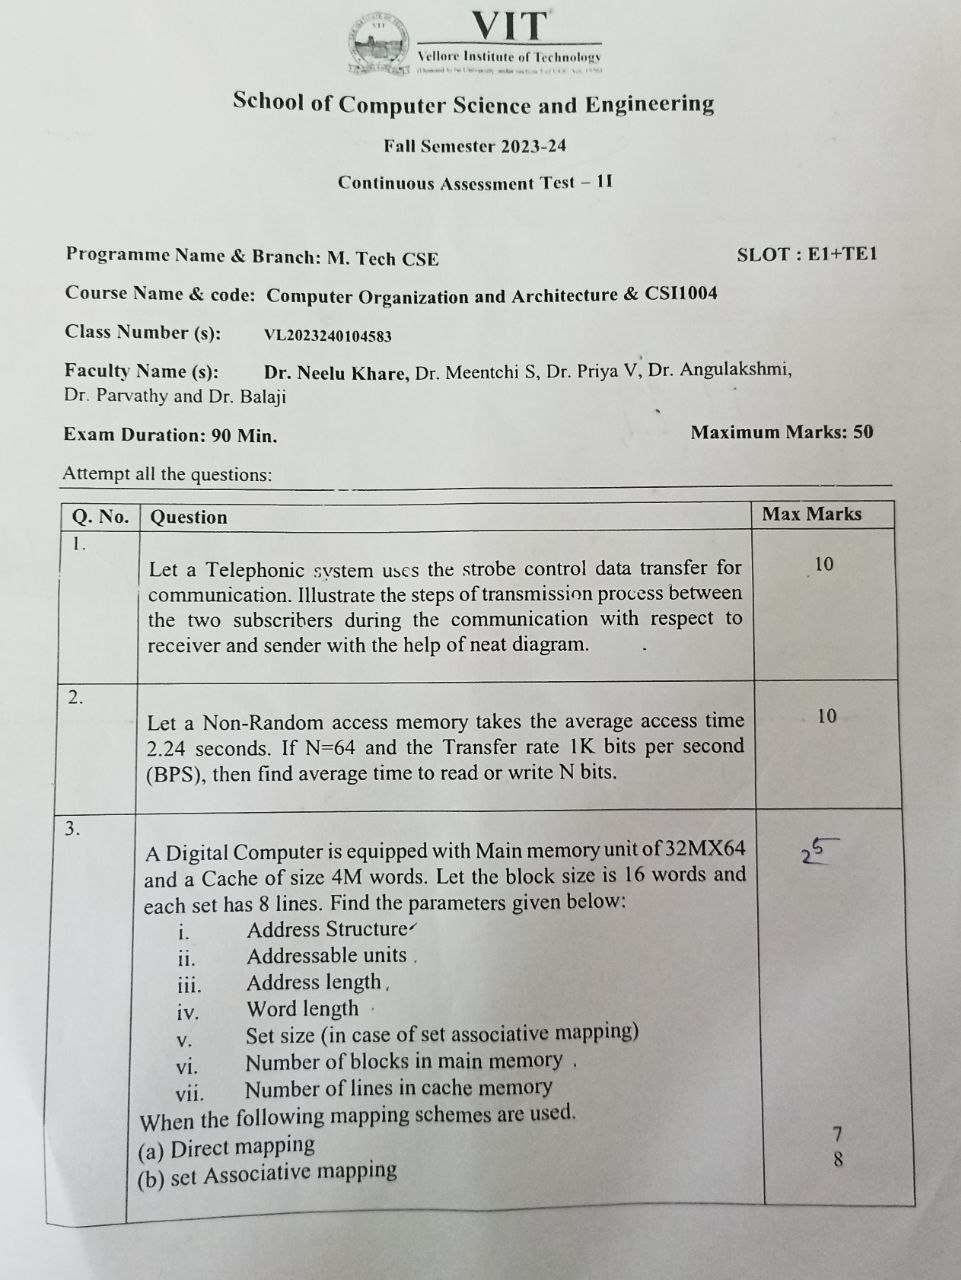 VIT
Vellore Institute of Technology
School of Computer Science and Engineering
Fall Semester 2023-24
Continuous Assessment Test – 1I
Programme Name & Branch: M. Tech CSE SLOT : E1+TE1
Course Name & code: Computer Organization and Architecture & CSI1004
Class Number (s): VL2023240104583
Faculty Name (s): Dr. Neelu Khare, Dr. Meentchi S, Dr. Priya V, Dr. Angulakshmi,
Dr. Parvathy and Dr. Balaji
Exam Duration: 90 Min. Maximum Marks: 50
Attempt all the questions:
Q. No. Question Max Marks
1.
Let a Telephonic system uses the strobe control data transfer for 10
communication. Illustrate the steps of transmission process between
the two subscribers during the communication with respect to
receiver and sender with the help of neat diagram.
2.
Let a Non-Random access memory takes the average access time 10
2.24 seconds. If N=64 and the Transfer rate 1K bits per second
(BPS), then find average time to read or write N bits.
3.
A Digital Computer is equipped with Main memory unit of 32MX64 25
and a Cache of size 4M words. Let the block size is 16 words and
each set has 8 lines. Find the parameters given below:
i. Address Structure
ii. Addressable units
iii. Address length
iv. Word length
v. Set size (in case of set associative mapping)
vi. Number of blocks in main memory
vii. Number of lines in cache memory
When the following mapping schemes are used.
(a) Direct mapping 7
(b) set Associative mapping 8